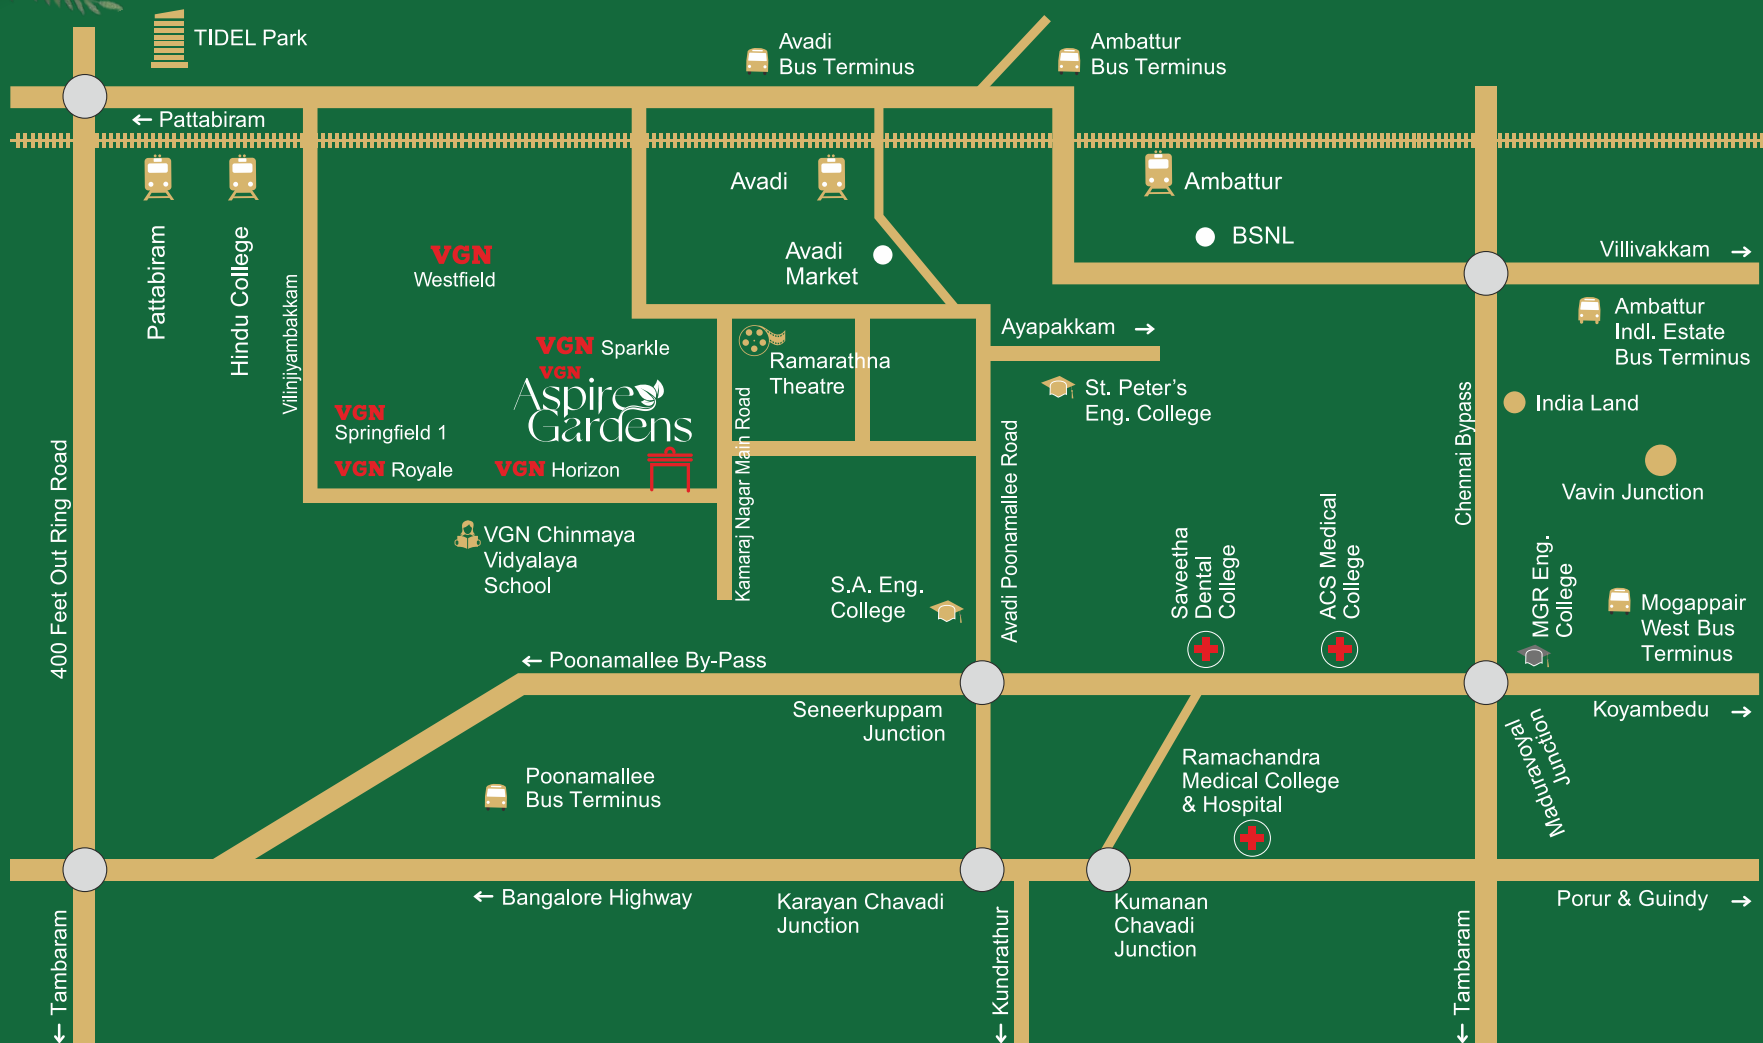 TIDEL Park
Avadi
Bus Terminus
Ambattur
Bus Terminus
← Pattabiram
Pattabiram
Hindu College
Vilinjiyambakkam
Avadi
Ambattur
BSNL
Avadi
Market
Villivakkam →
VGN
Westfield
Ambattur
Indl. Estate
Bus Terminus
Ayapakkam →
VGN Sparkle
VGN
Aspire
Gardens
Ramarathna
Theatre
St. Peter's
Eng. College
India Land
VGN
Springfield 1
VGN Royale
VGN Horizon
Kamaraj Nagar Main Road
Avadi Poonamallee Road
Chennai Bypass
Vavin Junction
400 Feet Out Ring Road
VGN Chinmaya
Vidyalaya
School
S.A. Eng.
College
Saveetha
Dental
College
ACS Medical
College
MGR Eng.
College
Mogappair
West Bus
Terminus
← Poonamallee By-Pass
Seneerkuppam
Junction
Koyambedu →
Maduravoyal
Junction
Poonamallee
Bus Terminus
Ramachandra
Medical College
& Hospital
← Bangalore Highway
Karayan Chavadi
Junction
Kumanan
Chavadi
Junction
Porur & Guindy →
← Tambaram
← Kundrathur
← Tambaram